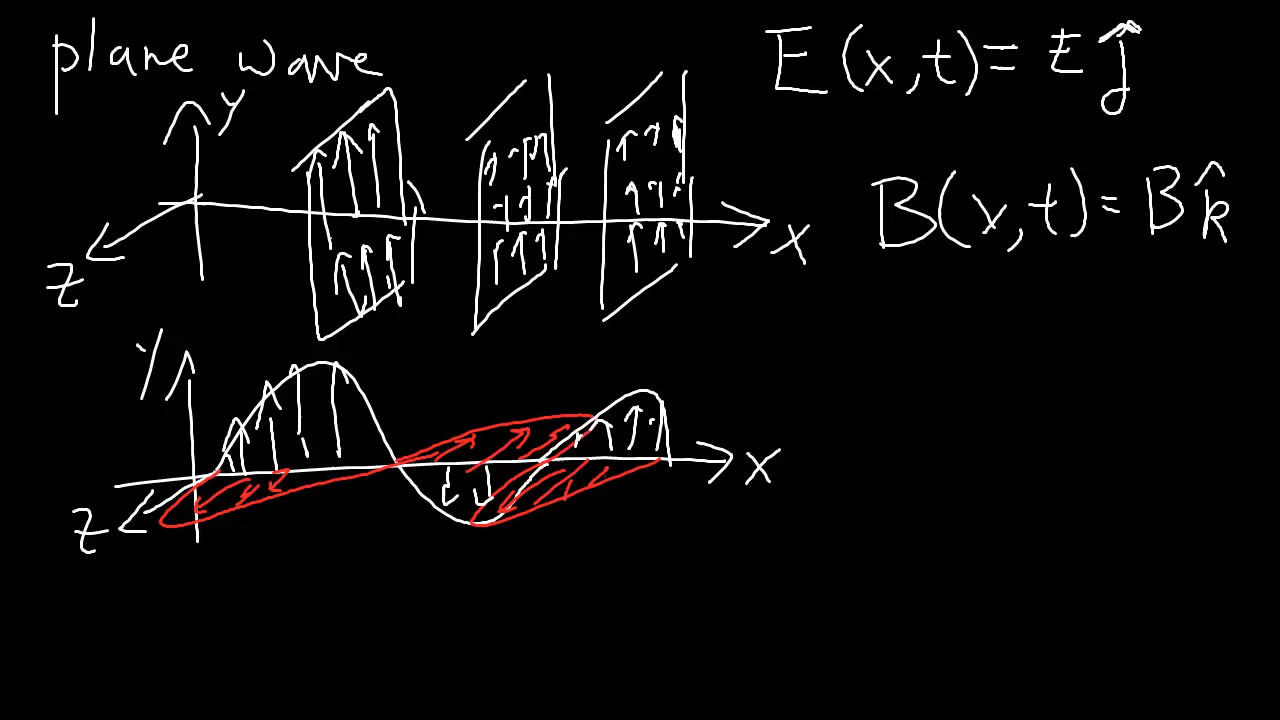 plane wave
E(x,t)= E ĵ
Y
B(x,t)= B k̂
X
Z
Y
X
Z